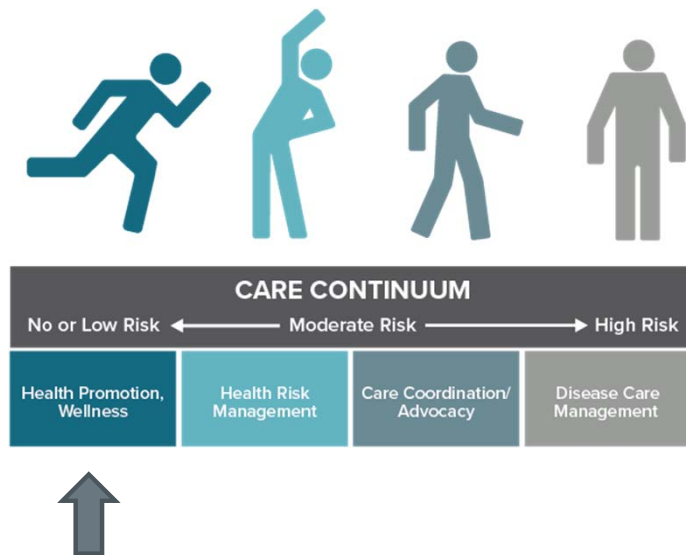 CARE CONTINUUM
No or Low Risk Moderate Risk High Risk
Health Promotion,
Wellness
Health Risk
Management
Care Coordination/
Advocacy
Disease Care
Management